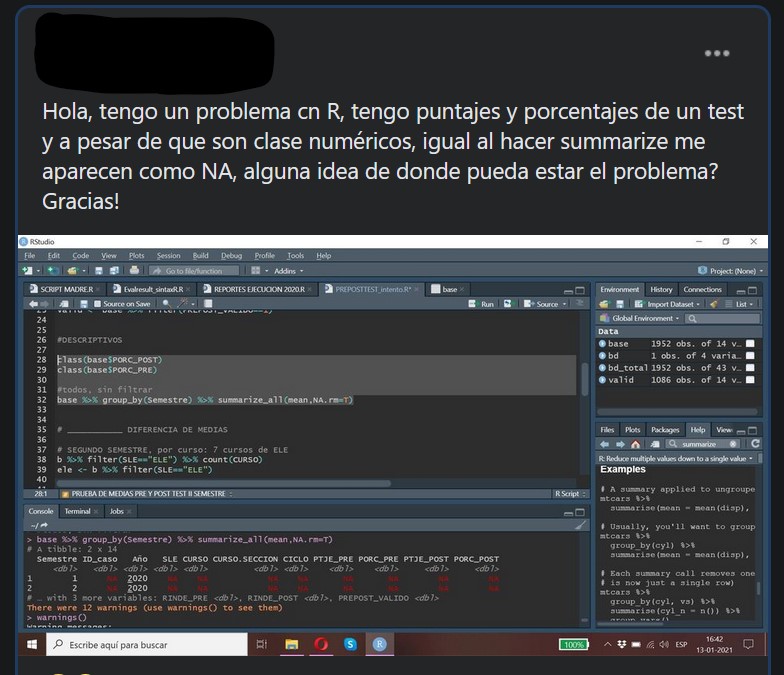 Hola, tengo un problema cn R, tengo puntajes y porcentajes de un test
y a pesar de que son clase numéricos, igual al hacer summarize me
aparecen como NA, alguna idea de donde pueda estar el problema?
Gracias!
RStudio
File Edit Code View Plots Session Build Debug Profile Tools Help
Go to file/function Addins Project: (None)
SCRIPT MADRE.R Evalresult_sintaxR.R REPORTES EJECUCION 2020.R PREPOSTTEST_intento.R* base
Source on Save Run Source
23 valid <- base %>% filter(PREPOST_VALIDO==1)
24
25
26 #DESCRIPTIVOS
27
28 class(base$PORC_POST)
29 class(base$PORC_PRE)
30
31 #todos, sin filtrar
32 base %>% group_by(Semestre) %>% summarize_all(mean,NA.rm=T)
33
34
35 # __________ DIFERENCIA DE MEDIAS
36
37 # SEGUNDO SEMESTRE, por curso: 7 cursos de ELE
38 b %>% filter(SLE=="ELE") %>% count(CURSO)
39 ele <- b %>% filter(SLE=="ELE")
40
28:1 PRUEBA DE MEDIAS PRE Y POST TEST II SEMESTRE R Script
Console Terminal Jobs
~/
> base %>% group_by(Semestre) %>% summarize_all(mean,NA.rm=T)
# A tibble: 2 x 14
Semestre ID_caso Año SLE CURSO CURSO.SECCION CICLO PTJE_PRE PORC_PRE PTJE_POST PORC_POST
<dbl> <dbl> <dbl> <dbl> <dbl> <dbl> <dbl> <dbl> <dbl> <dbl> <dbl>
1 1 NA 2020 NA NA NA NA NA NA NA NA
2 2 NA 2020 NA NA NA NA NA NA NA NA
# … with 3 more variables: RINDE_PRE <dbl>, RINDE_POST <dbl>, PREPOST_VALIDO <dbl>
There were 12 warnings (use warnings() to see them)
> warnings()
Warning messages:
Environment History Connections
Import Dataset List
Global Environment
Data
base 1952 obs. of 14 v…
bd 1 obs. of 4 varia…
bd_total 1952 obs. of 43 v…
valid 1086 obs. of 14 v…
Files Plots Packages Help View
summarize
R: Reduce multiple values down to a single value
Examples
# A summary applied to ungroupe
mtcars %>%
summarise(mean = mean(disp),
# Usually, you'll want to group
mtcars %>%
group_by(cyl) %>%
summarise(mean = mean(disp),
# Each summary call removes one
# is now just a single row)
mtcars %>%
group_by(cyl, vs) %>%
summarise(cyl_n = n()) %>%
group_vars()
Escribe aquí para buscar
100%
ESP
16:42
13-01-2021